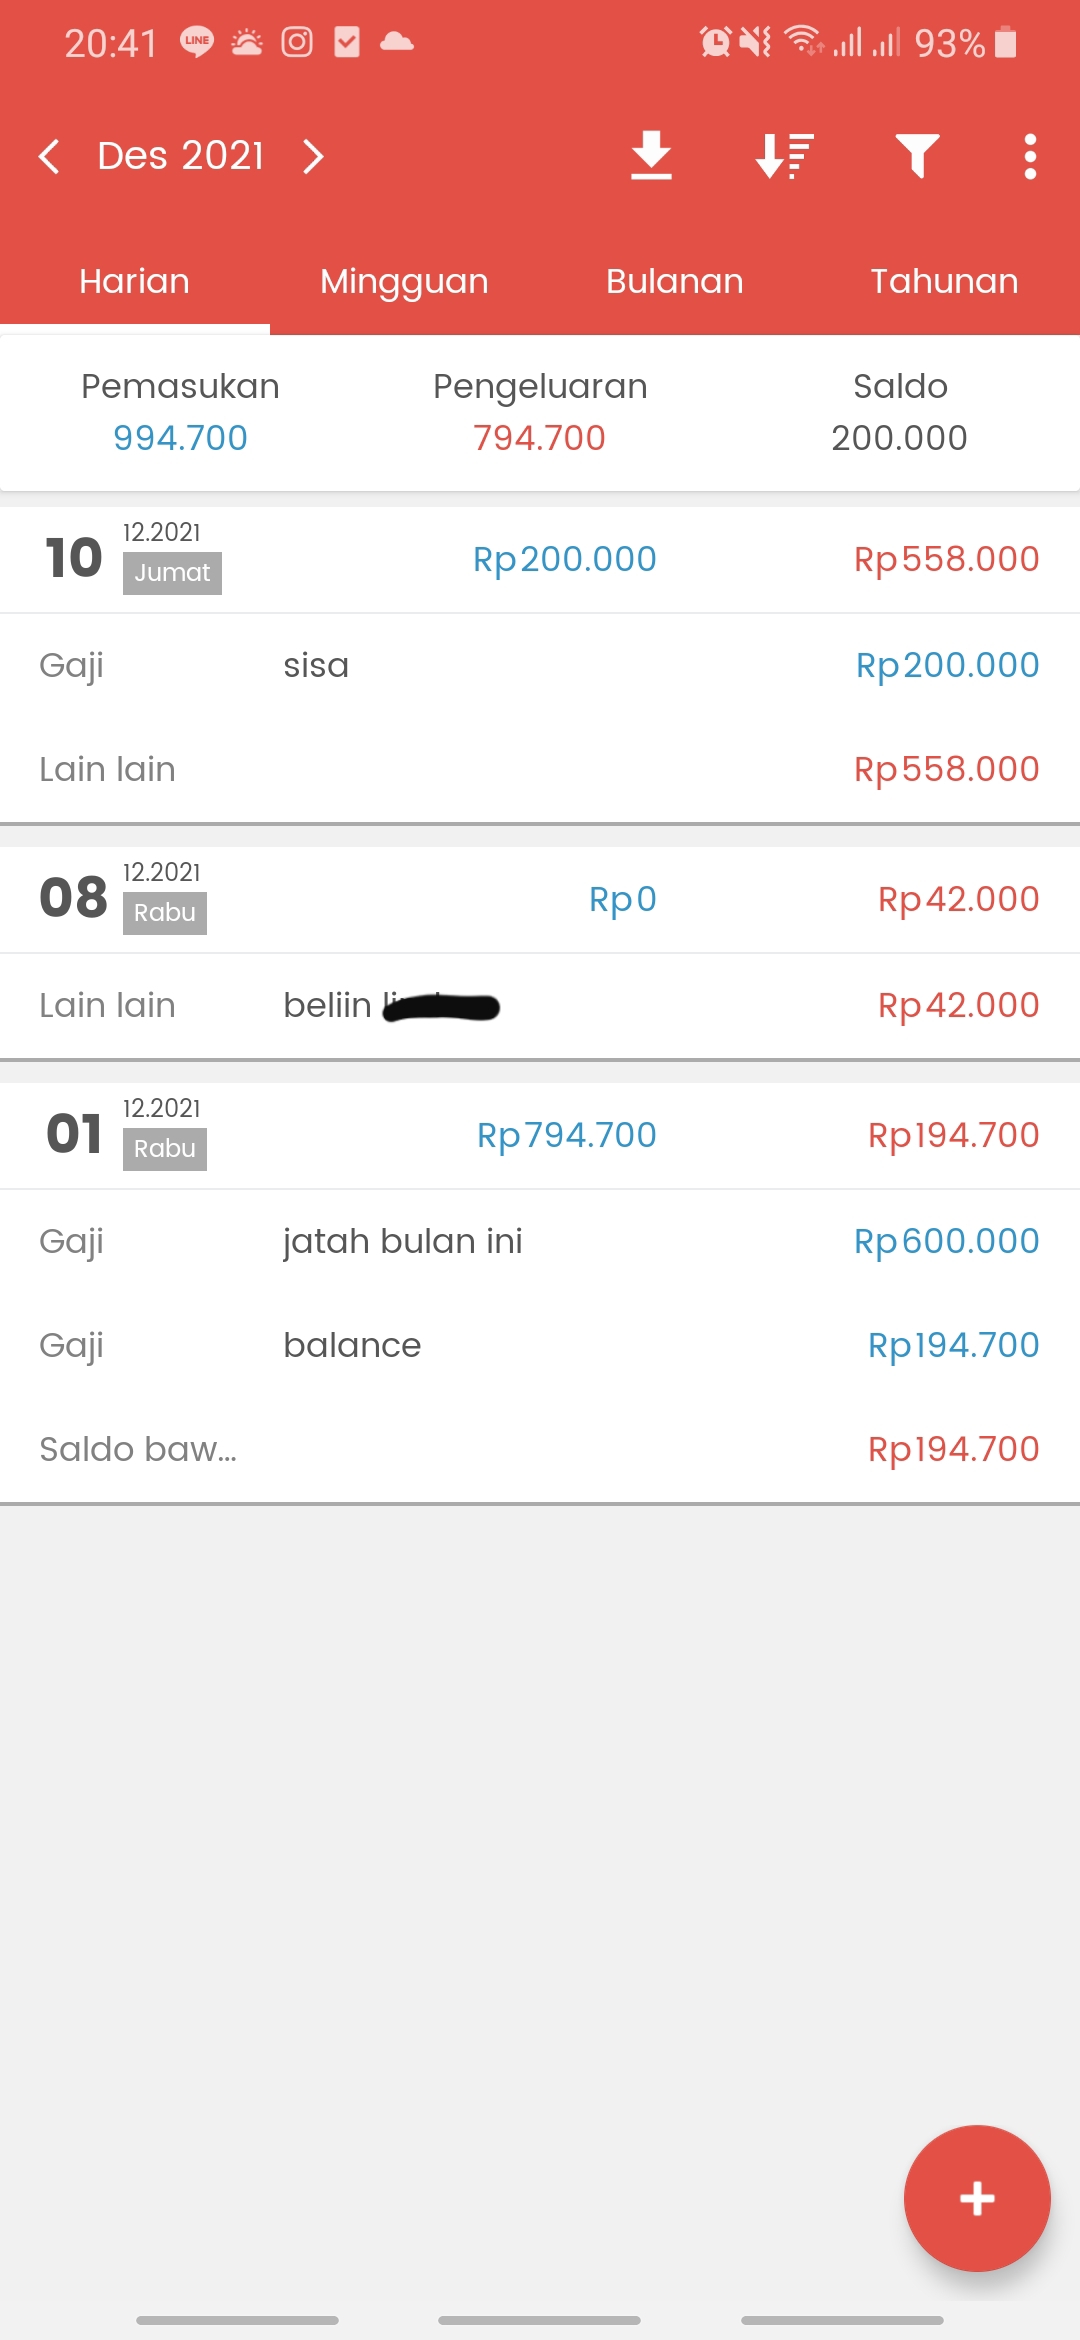 20:41 LINE 93%
Des 2021
Harian Mingguan Bulanan Tahunan
Pemasukan Pengeluaran Saldo
994.700 794.700 200.000
10 12.2021 Jumat Rp200.000 Rp558.000
Gaji sisa Rp200.000
Lain lain Rp558.000
08 12.2021 Rabu Rp0 Rp42.000
Lain lain beliin Rp42.000
01 12.2021 Rabu Rp794.700 Rp194.700
Gaji jatah bulan ini Rp600.000
Gaji balance Rp194.700
Saldo baw... Rp194.700